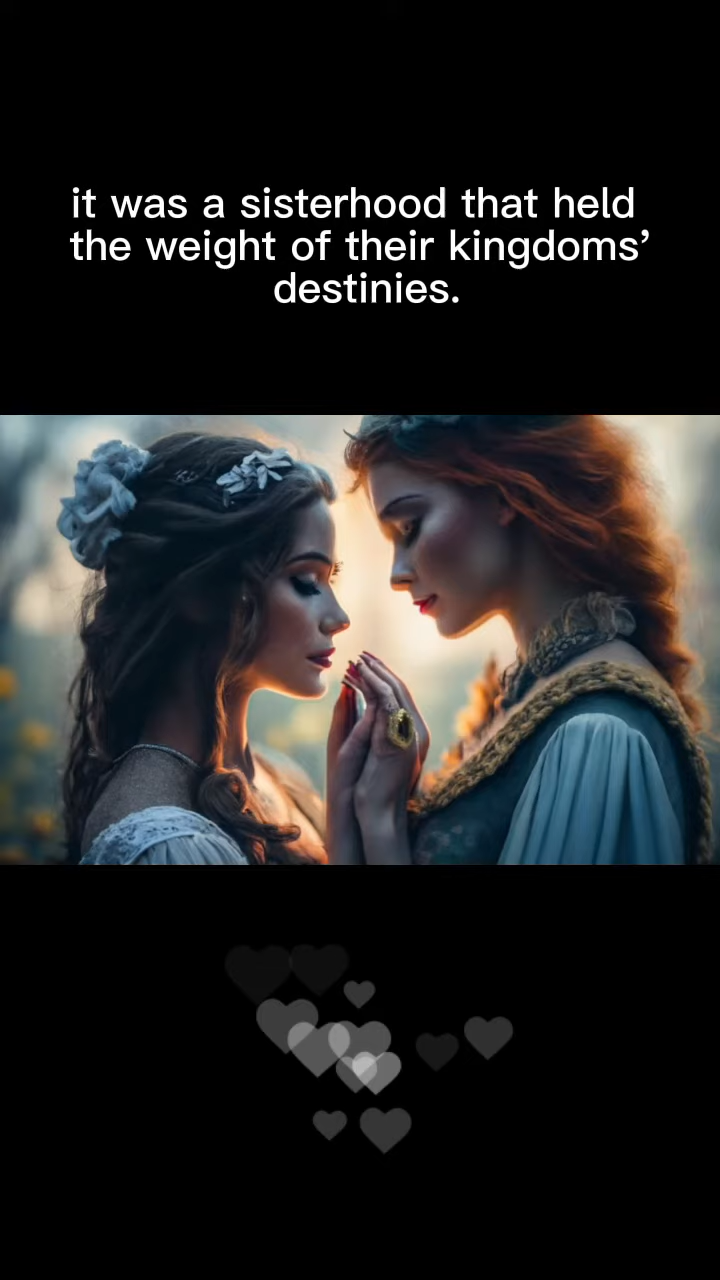 it was a sisterhood that held
the weight of their kingdoms’
destinies.